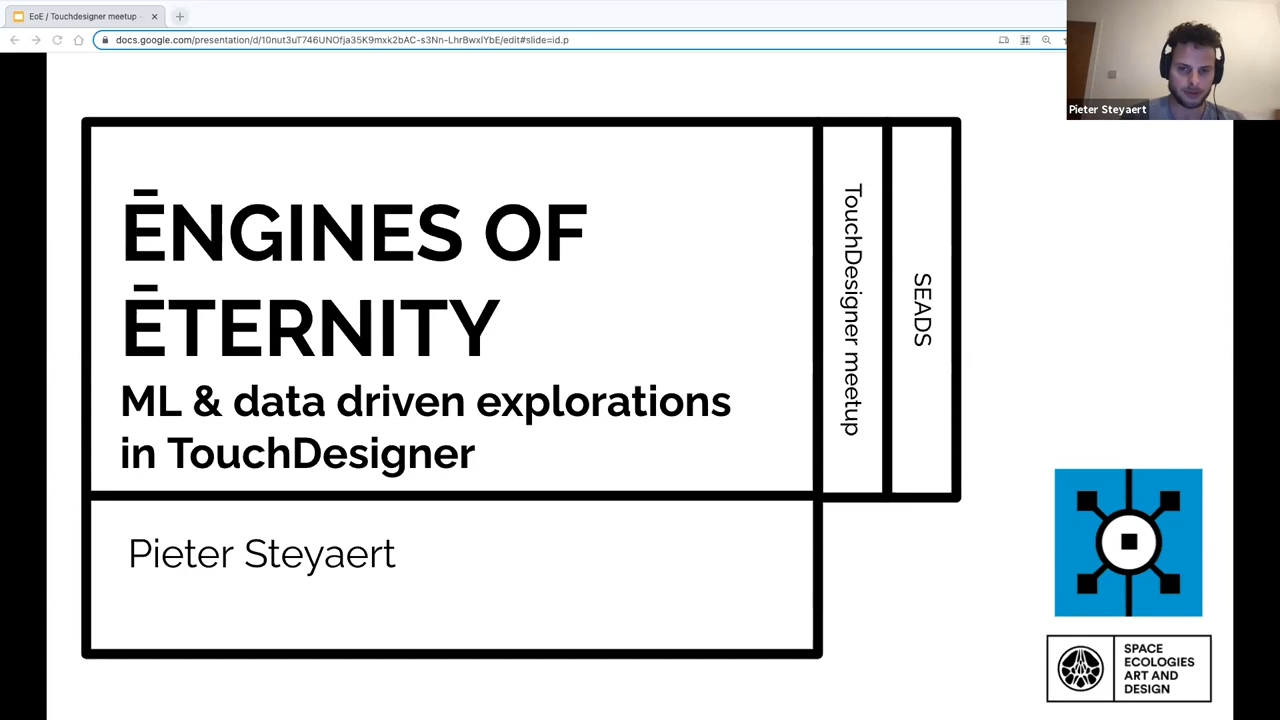 EoE / Touchdesigner meetup
docs.google.com/presentation/d/10nut3uT746UNOfja35K9mxk2bAC-s3Nn-LhrBwxlYbE/edit#slide=id.p
Pieter Steyaert
ĒNGINES OF
ĒTERNITY
ML & data driven explorations
in TouchDesigner
TouchDesigner meetup
SEADS
Pieter Steyaert
SPACE
ECOLOGIES
ART AND
DESIGN